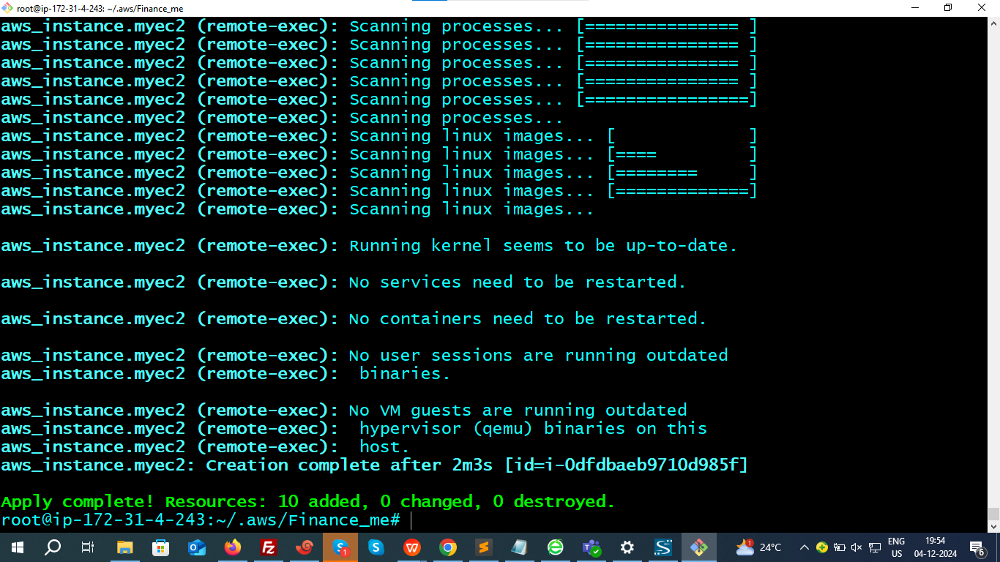 root@ip-172-31-4-243: ~/.aws/Finance_me
aws_instance.myec2 (remote-exec): Scanning processes... [=============== ]
aws_instance.myec2 (remote-exec): Scanning processes... [=============== ]
aws_instance.myec2 (remote-exec): Scanning processes... [=============== ]
aws_instance.myec2 (remote-exec): Scanning processes... [=============== ]
aws_instance.myec2 (remote-exec): Scanning processes... [================]
aws_instance.myec2 (remote-exec): Scanning processes...
aws_instance.myec2 (remote-exec): Scanning linux images... [             ]
aws_instance.myec2 (remote-exec): Scanning linux images... [====         ]
aws_instance.myec2 (remote-exec): Scanning linux images... [========     ]
aws_instance.myec2 (remote-exec): Scanning linux images... [=============]
aws_instance.myec2 (remote-exec): Scanning linux images...
aws_instance.myec2 (remote-exec): Running kernel seems to be up-to-date.
aws_instance.myec2 (remote-exec): No services need to be restarted.
aws_instance.myec2 (remote-exec): No containers need to be restarted.
aws_instance.myec2 (remote-exec): No user sessions are running outdated
aws_instance.myec2 (remote-exec):  binaries.
aws_instance.myec2 (remote-exec): No VM guests are running outdated
aws_instance.myec2 (remote-exec):  hypervisor (qemu) binaries on this
aws_instance.myec2 (remote-exec):  host.
aws_instance.myec2: Creation complete after 2m3s [id=i-0dfdbaeb9710d985f]
Apply complete! Resources: 10 added, 0 changed, 0 destroyed.
root@ip-172-31-4-243:~/.aws/Finance_me#
24°C
ENG
US
19:54
04-12-2024
6